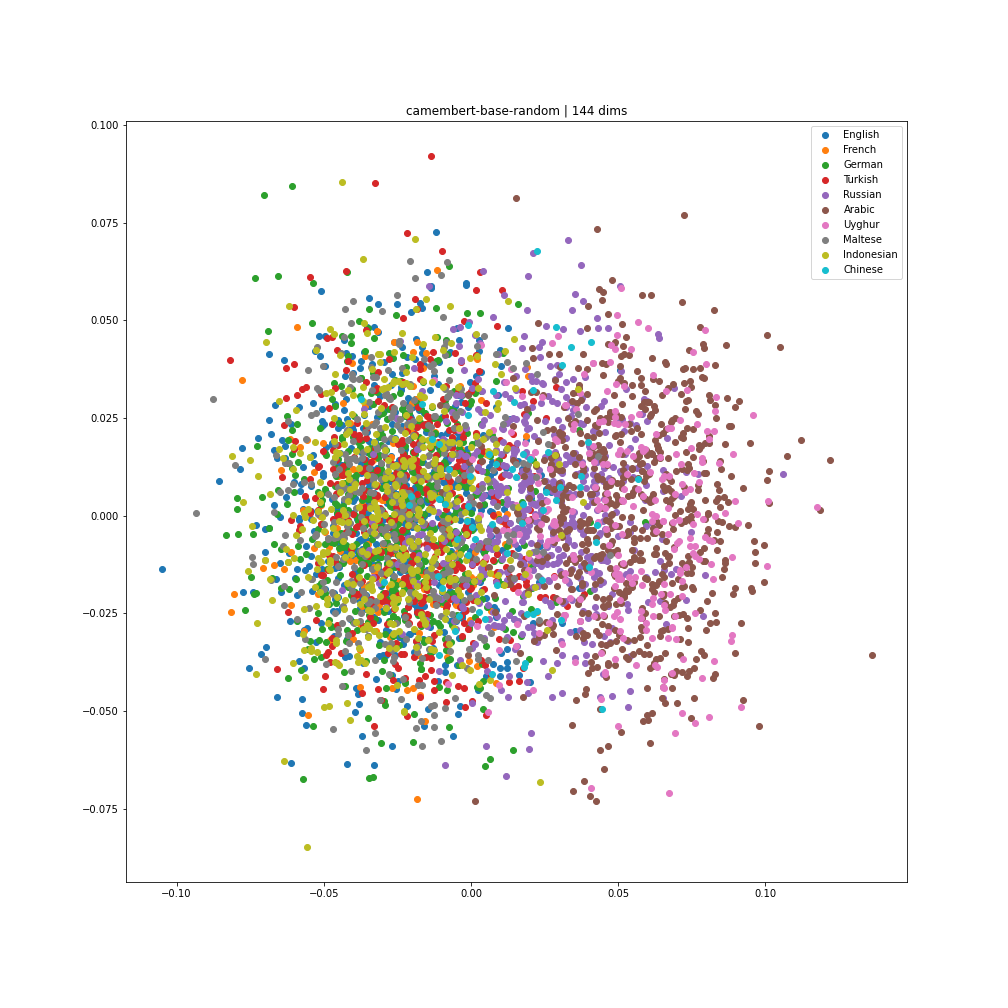 camembert-base-random | 144 dims
0.100
0.075
0.050
0.025
0.000
−0.025
−0.050
−0.075
−0.10
−0.05
0.00
0.05
0.10
English
French
German
Turkish
Russian
Arabic
Uyghur
Maltese
Indonesian
Chinese